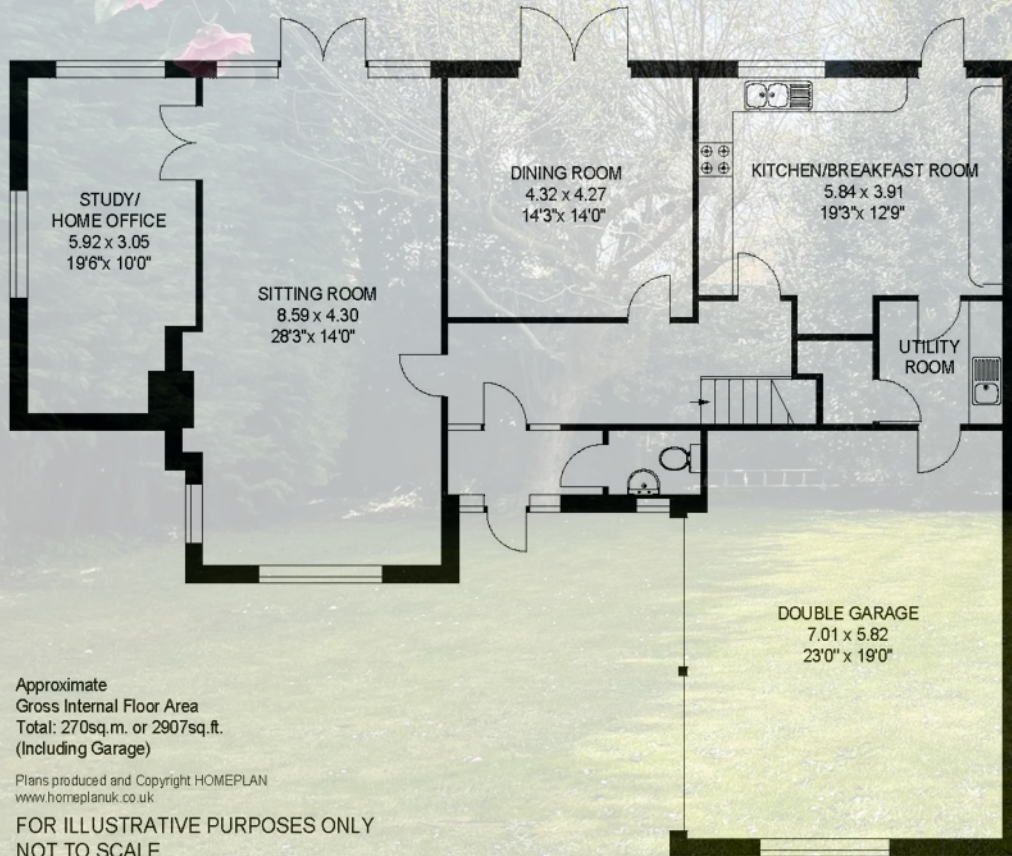 STUDY/
HOME OFFICE
5.92 x 3.05
19'6"x 10'0"
SITTING ROOM
8.59 x 4.30
28'3"x 14'0"
DINING ROOM
4.32 x 4.27
14'3"x 14'0"
KITCHEN/BREAKFAST ROOM
5.84 x 3.91
19'3"x 12'9"
UTILITY
ROOM
DOUBLE GARAGE
7.01 x 5.82
23'0" x 19'0"
Approximate
Gross Internal Floor Area
Total: 270sq.m. or 2907sq.ft.
(Including Garage)
Plans produced and Copyright HOMEPLAN
www.homeplanuk.co.uk
FOR ILLUSTRATIVE PURPOSES ONLY
NOT TO SCALE